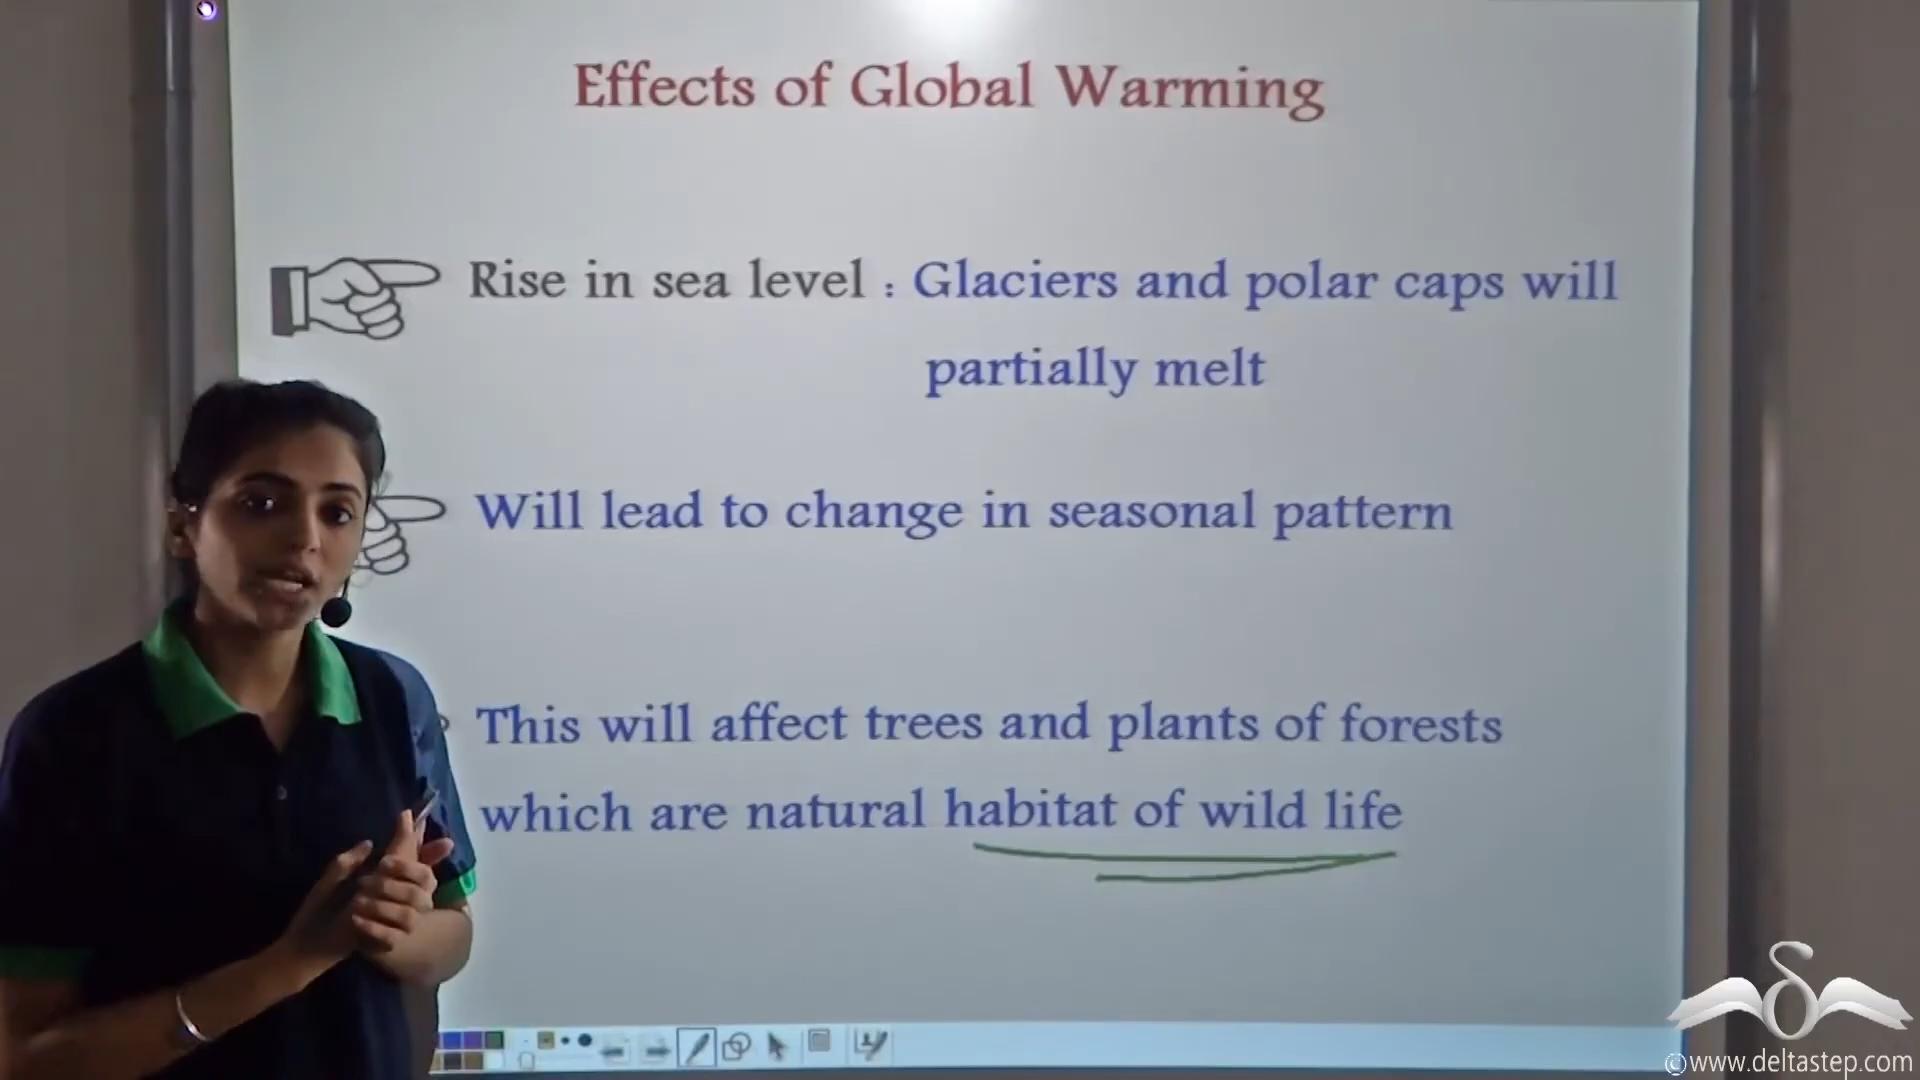 Effects of Global Warming
Rise in sea level : Glaciers and polar caps will
partially melt
Will lead to change in seasonal pattern
This will affect trees and plants of forests
which are natural habitat of wild life
©www.deltastep.com